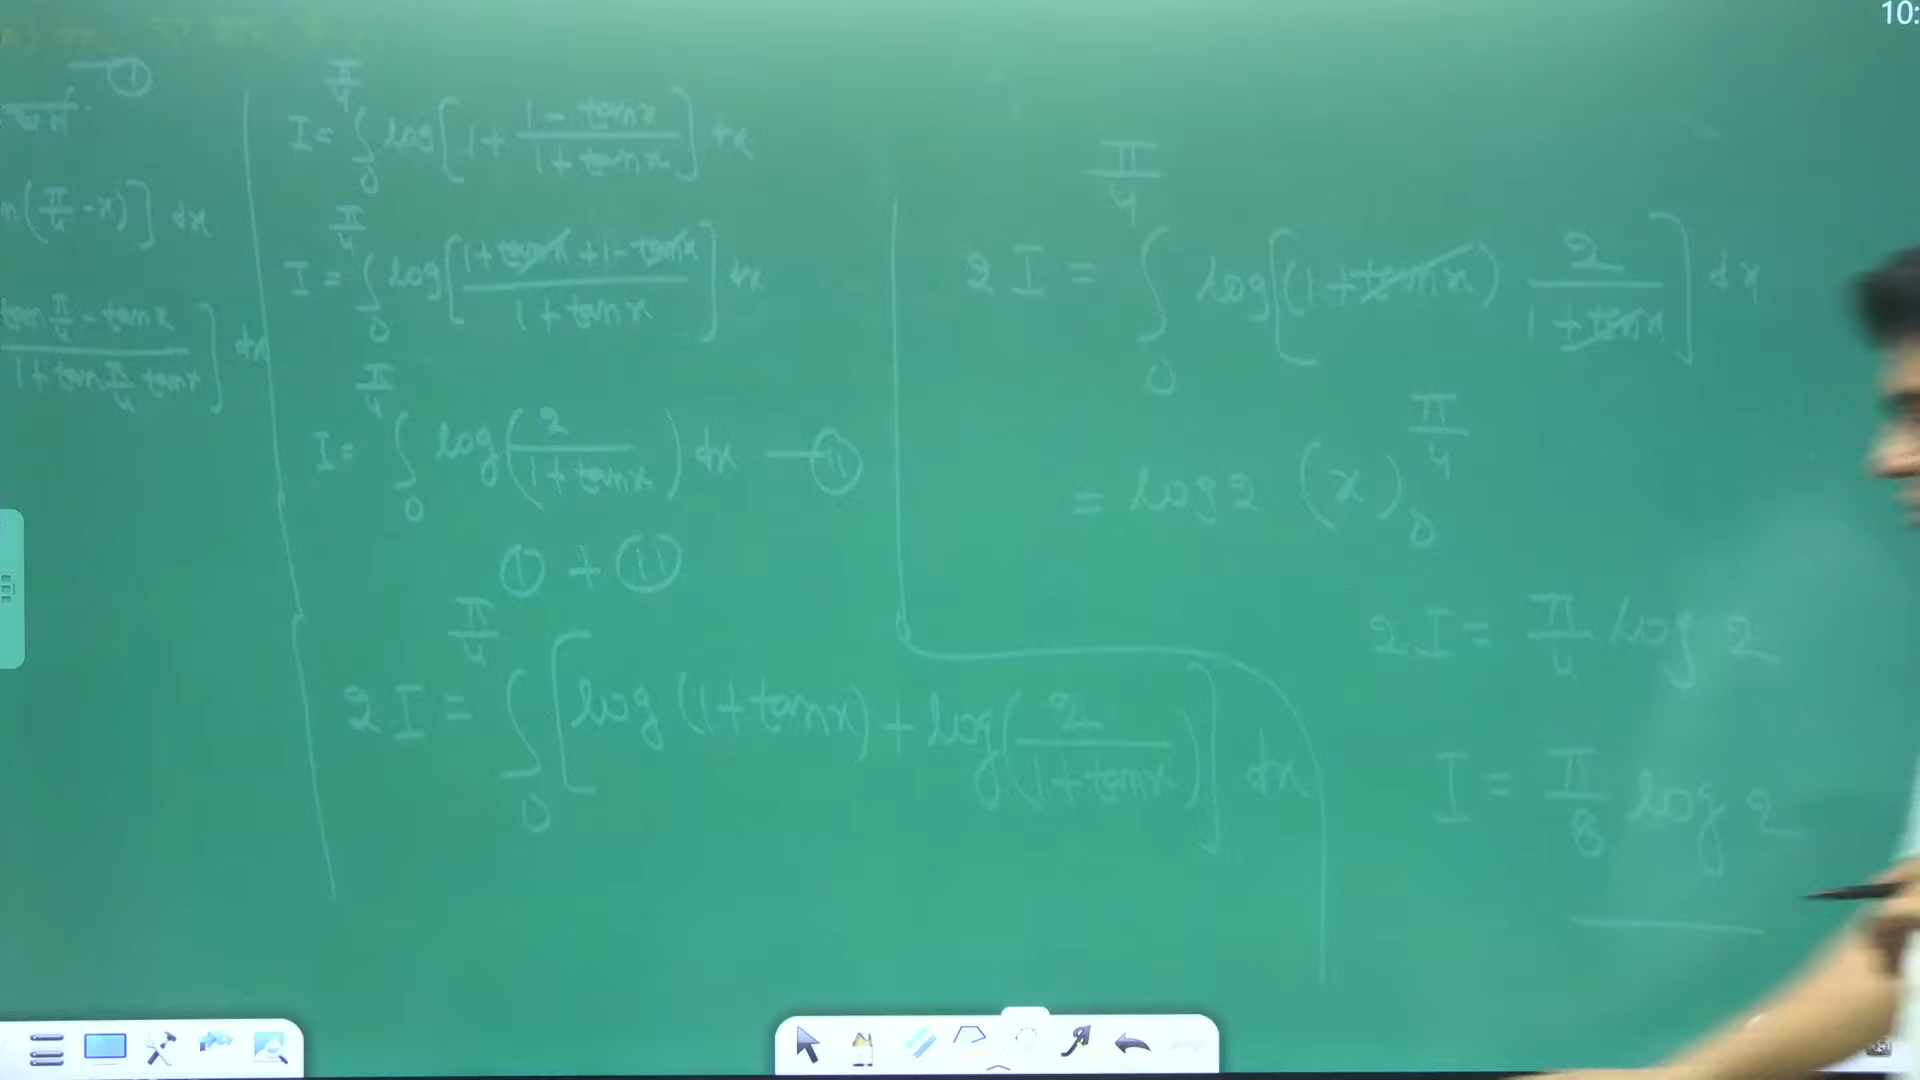 10:
— ①
n(π/4 - x)] dx
tan π/4 - tan x / 1 + tan π/4 tan x ] dx
I = ∫₀^(π/4) log[1 + (1 - tan x)/(1 + tan x)] dx
I = ∫₀^(π/4) log[(1 + tan x + 1 - tan x)/(1 + tan x)] dx
I = ∫₀^(π/4) log(2/(1 + tan x)) dx — ⑪
① + ⑪
2I = ∫₀^(π/4) [log(1 + tan x) + log(2/(1 + tan x))] dx
2I = ∫₀^(π/4) log[(1 + tan x) 2/(1 + tan x)] dx
= log 2 (x)₀^(π/4)
2I = π/4 log 2
I = π/8 log 2